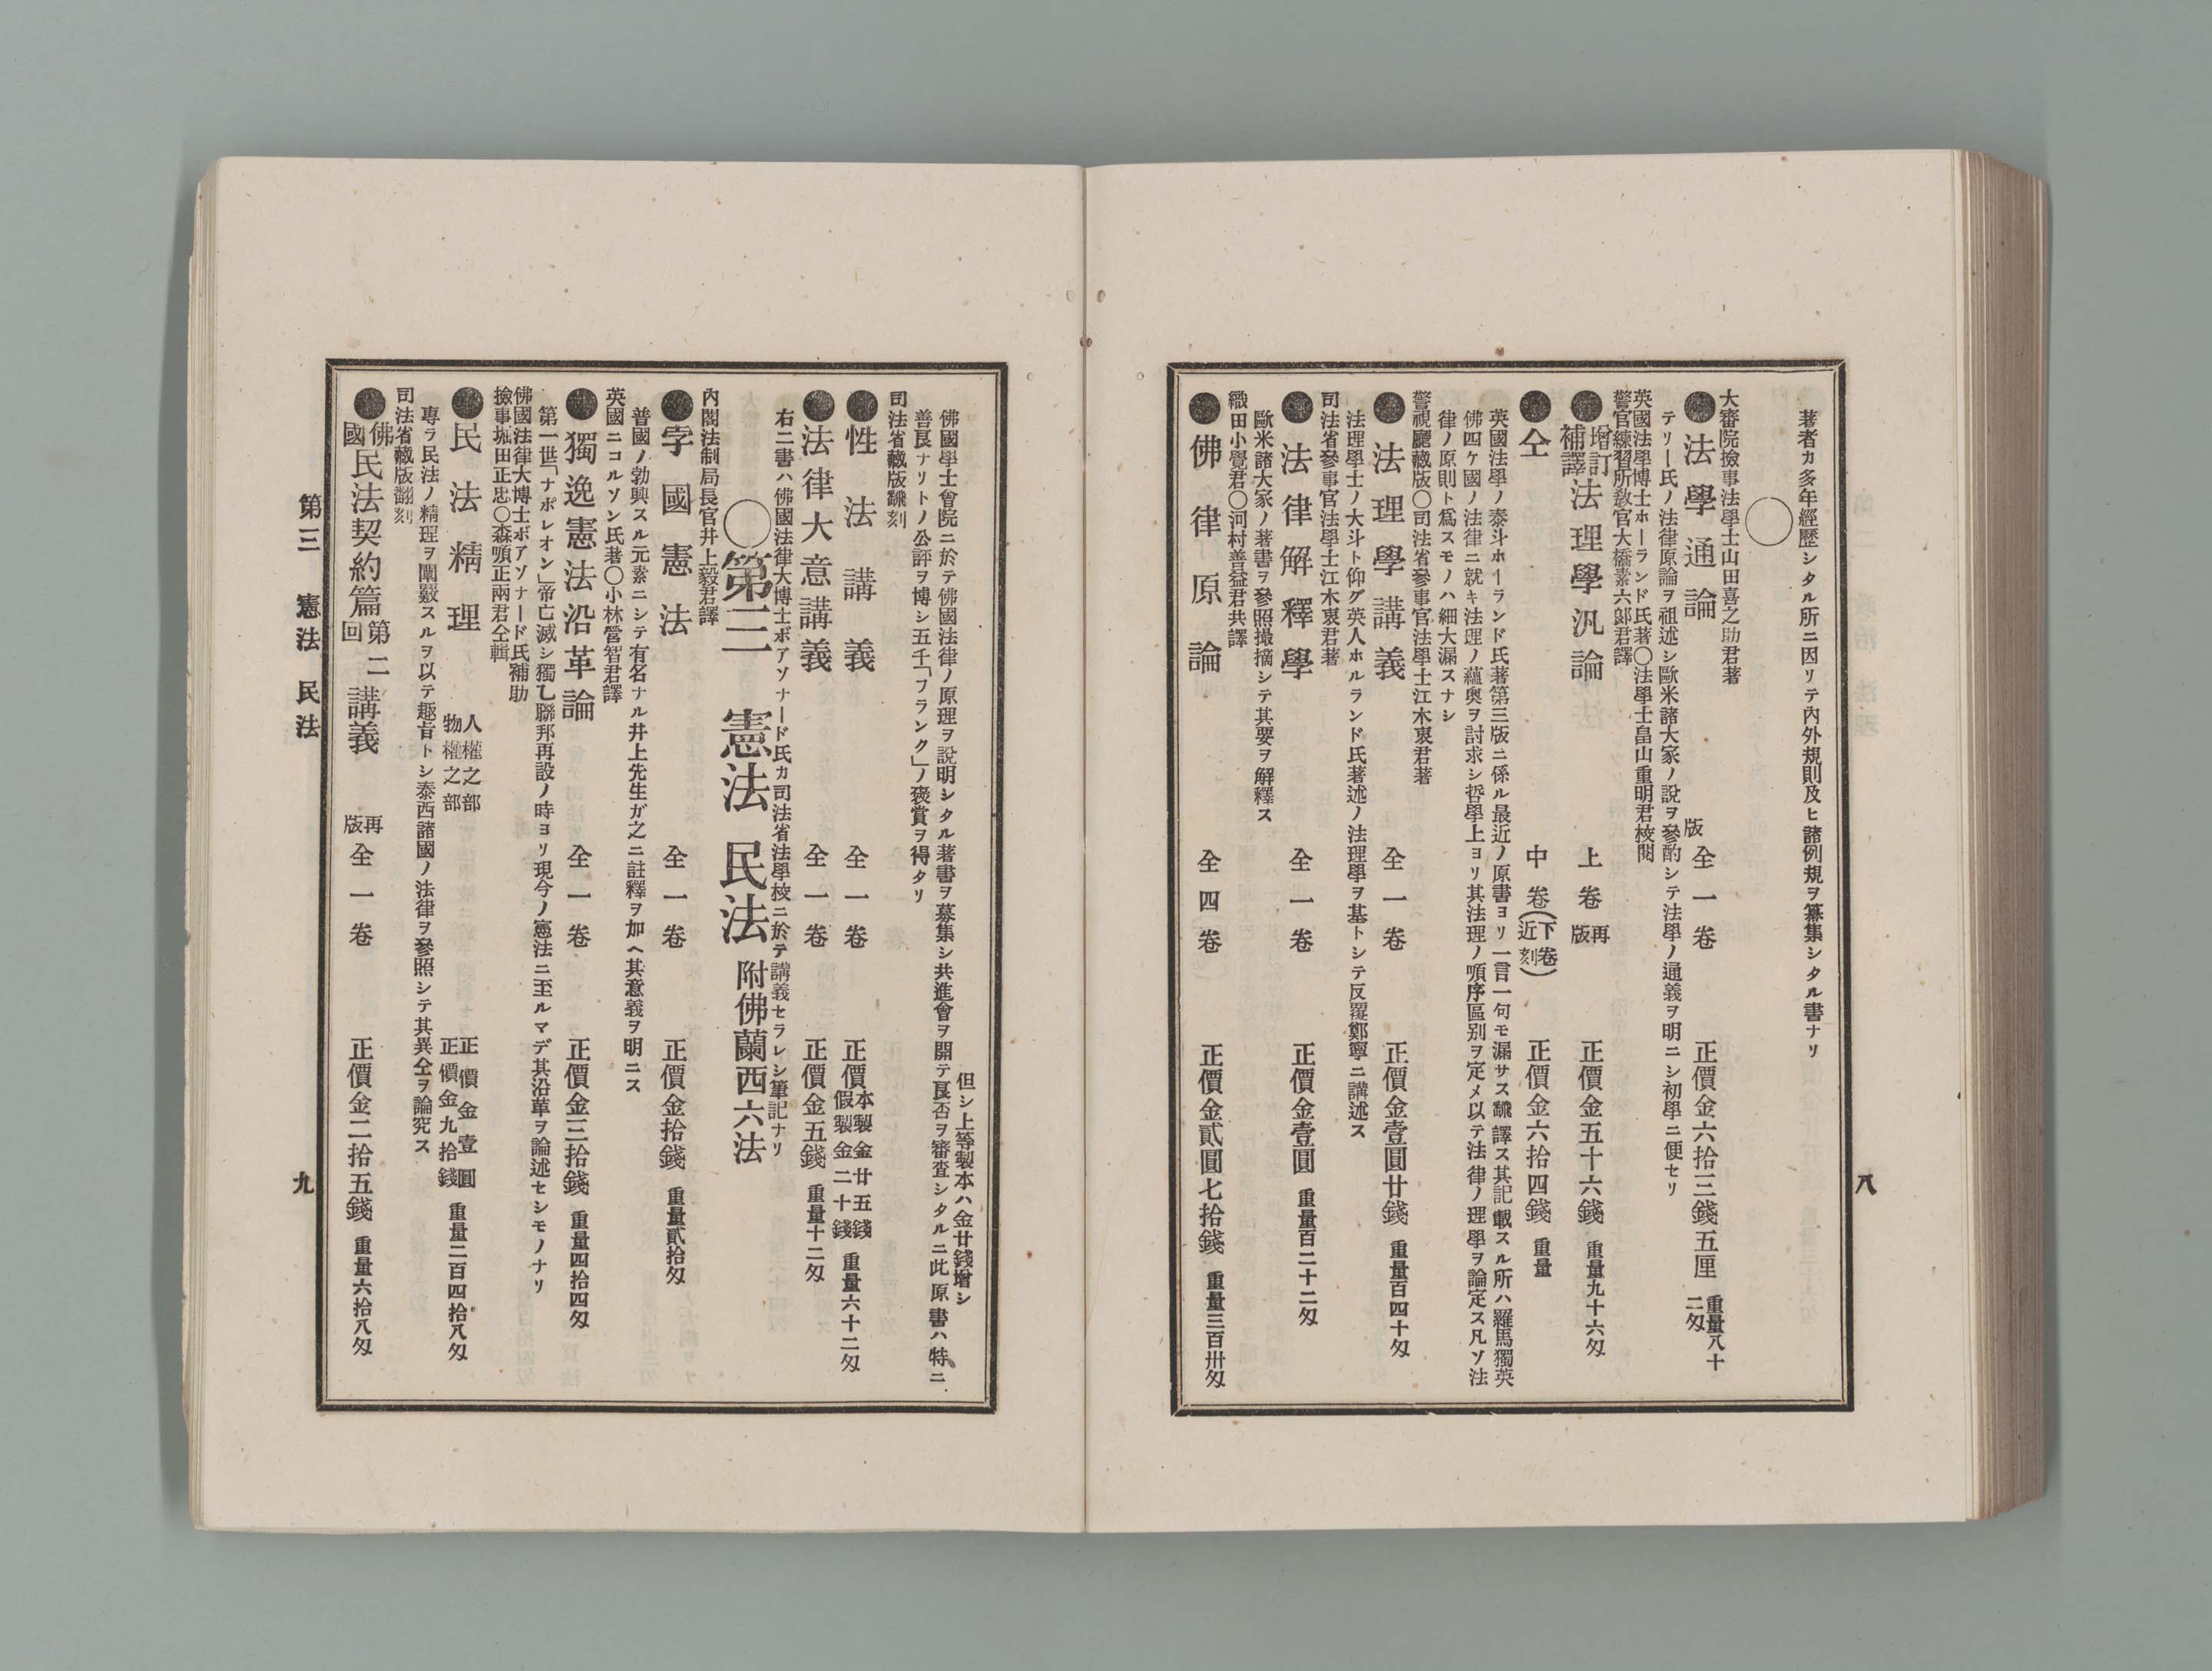 著者カ多年經歷シタル所ニ因リテ內外規則及ヒ諸例規ヲ纂集シタル書ナリ
〇
大審院撿事法學士山田喜之助君著
●法學通論 版 全一卷 正價金六拾三錢五厘 重量八十二匁
テリー氏ノ法律原論ヲ祖述シ歐米諸大家ノ說ヲ參酌シテ法學ノ通義ヲ明ニシ初學ニ便セリ
英國法學博士ホーランド氏著〇法學士畠山重明君校閱
警官練習所敎官大橋素六郞君譯
●增訂補譯法理學汎論 上卷 再版 正價金五十六錢 重量九十六匁
●仝 中卷(下卷近刻) 正價金六拾四錢 重量
英國法學ノ泰斗ホーランド氏著第三版ニ係ル最近ノ原書ヨリ一言一句モ漏サス飜譯ス其記載スル所ハ羅馬獨英
佛四ケ國ノ法律ニ就キ法理ノ蘊奧ヲ討求シ哲學上ヨリ其法理ノ順序區別ヲ定メ以テ法律ノ理學ヲ論定ス凡ソ法
律ノ原則ト爲スモノハ細大漏スナシ
警視廳藏版〇司法省參事官法學士江木衷君著
●法理學講義 全一卷 正價金壹圓廿錢 重量百四十匁
法理學士ノ大斗ト仰グ英人ホルランド氏著述ノ法理學ヲ基トシテ反覆鄭寧ニ講述ス
司法省參事官法學士江木衷君著
●法律解釋學 全一卷 正價金壹圓 重量百二十二匁
歐米諸大家ノ著書ヲ參照撮摘シテ其要ヲ解釋ス
織田小覺君〇河村善益君共譯
●佛律原論 全四卷 正價金貳圓七拾錢 重量三百卅匁
八
但シ上等製本ハ金廿錢增シ
佛國學士會院ニ於テ佛國法律ノ原理ヲ說明シタル著書ヲ募集シ共進會ヲ開テ良否ヲ審査シタルニ此原書ハ特ニ
善良ナリトノ公評ヲ博シ五千「フランク」ノ褒賞ヲ得タリ
司法省藏版飜刻
●性法講義 全一卷 正價本製金廿五錢假製金二十錢 重量六十二匁
●法律大意講義 全一卷 正價金五錢 重量十二匁
右二書ハ佛國法律大博士ボアソナード氏カ司法省法學校ニ於テ講義セラレシ筆記ナリ
〇第三 憲法 民法 附佛蘭西六法
內閣法制局長官井上毅君譯
●孛國憲法 全一卷 正價金拾錢 重量貳拾匁
普國ノ勃興スル元素ニシテ有名ナル井上先生ガ之ニ註釋ヲ加ヘ其意義ヲ明ニス
英國ニコルソン氏著〇小林營智君譯
●獨逸憲法沿革論 全一卷 正價金三拾錢 重量四拾四匁
第一世「ナポレオン」帝亡滅シ獨乙聯邦再設ノ時ヨリ現今ノ憲法ニ至ルマデ其沿革ヲ論述セシモノナリ
佛國法律大博士ボアソナード氏補助
撿事堀田正忠〇森順正兩君仝輯
●民法精理 人權之部 正價金壹圓 物權之部 正價金九拾錢 重量二百四拾八匁
專ラ民法ノ精理ヲ闡覈スルヲ以テ趣旨トシ泰西諸國ノ法律ヲ參照シテ其異仝ヲ論究ス
司法省藏版翻刻
●佛國民法契約篇第二回講義 再版 全一卷 正價金二拾五錢 重量六拾八匁
第三 憲法 民法
九